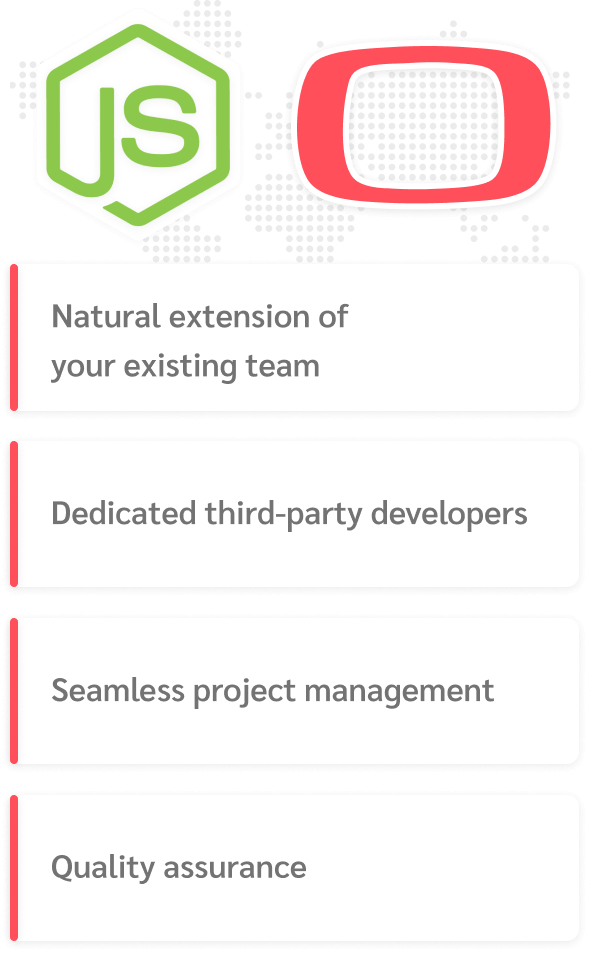 JS
Natural extension of
your existing team
Dedicated third-party developers
Seamless project management
Quality assurance